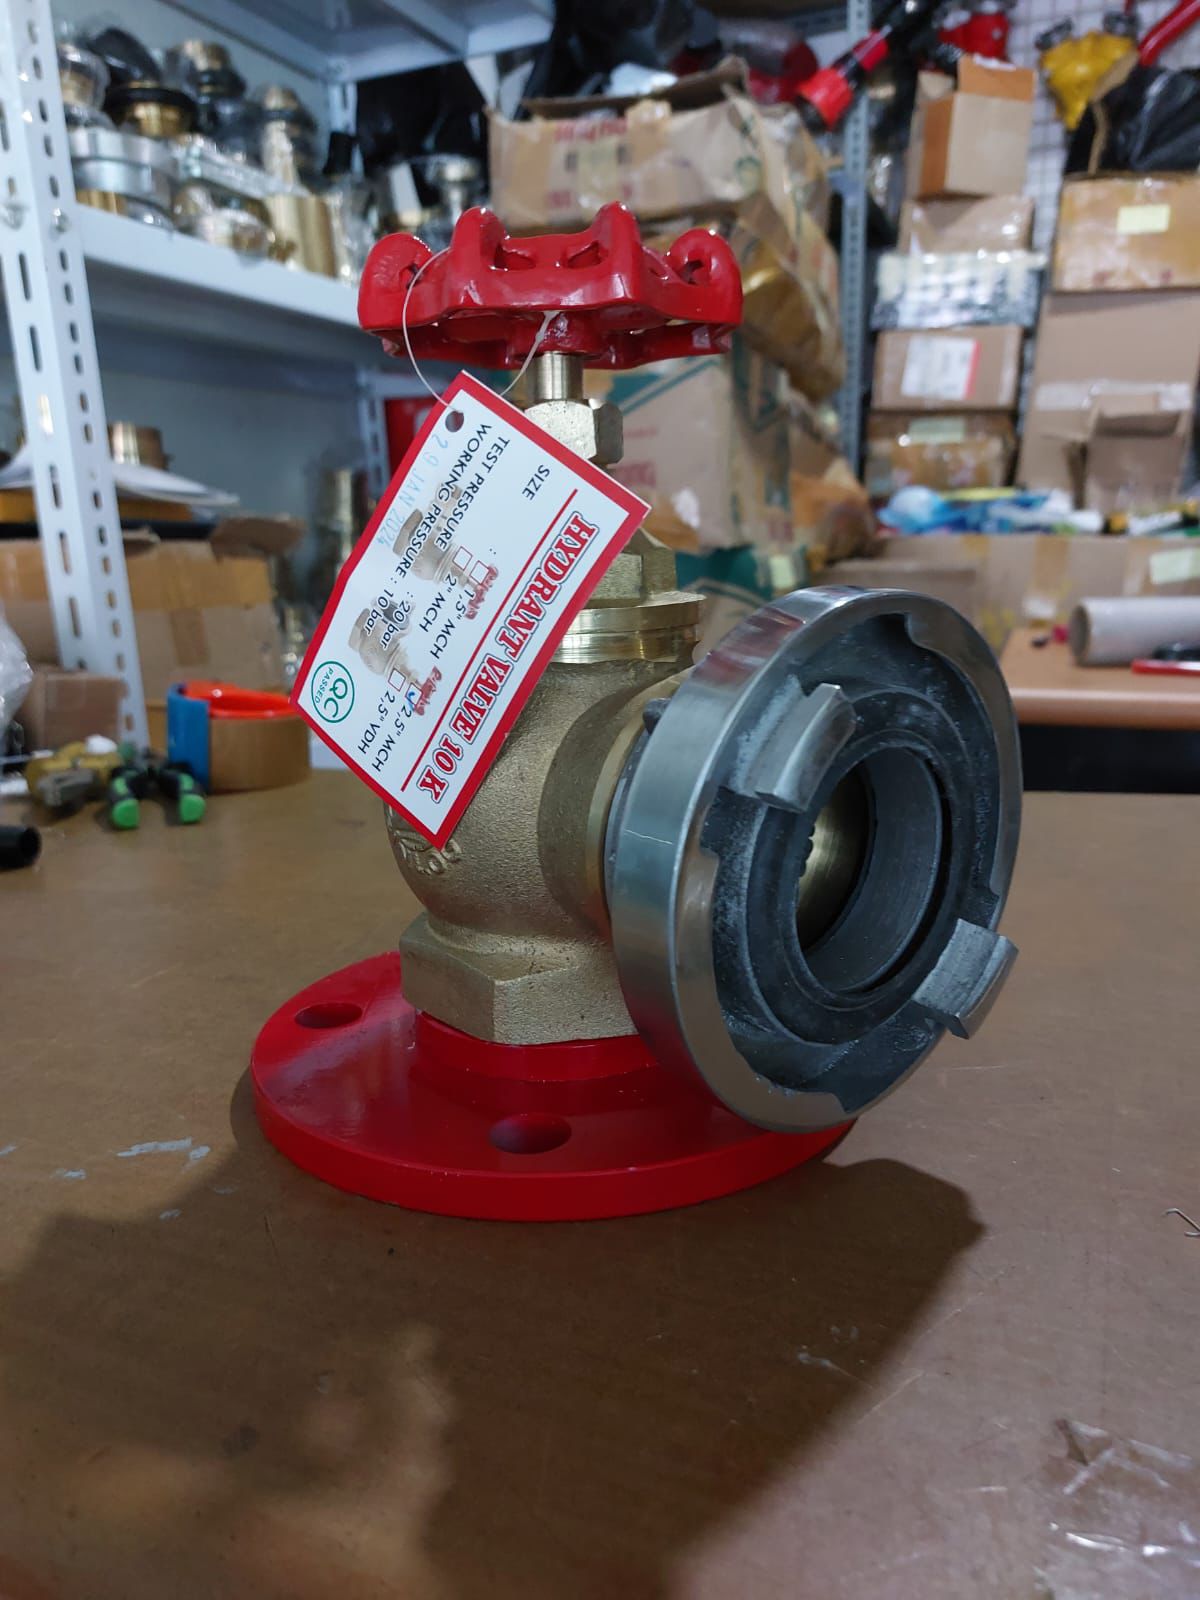 HYDRANT VALVE 10 K
SIZE : 1,5" MCH 2,5" MCH
2" MCH 2,5" VDH
TEST PRESSURE : 20 bar
WORKING PRESSURE : 10 bar
29 JAN 2024
QC
PASSED